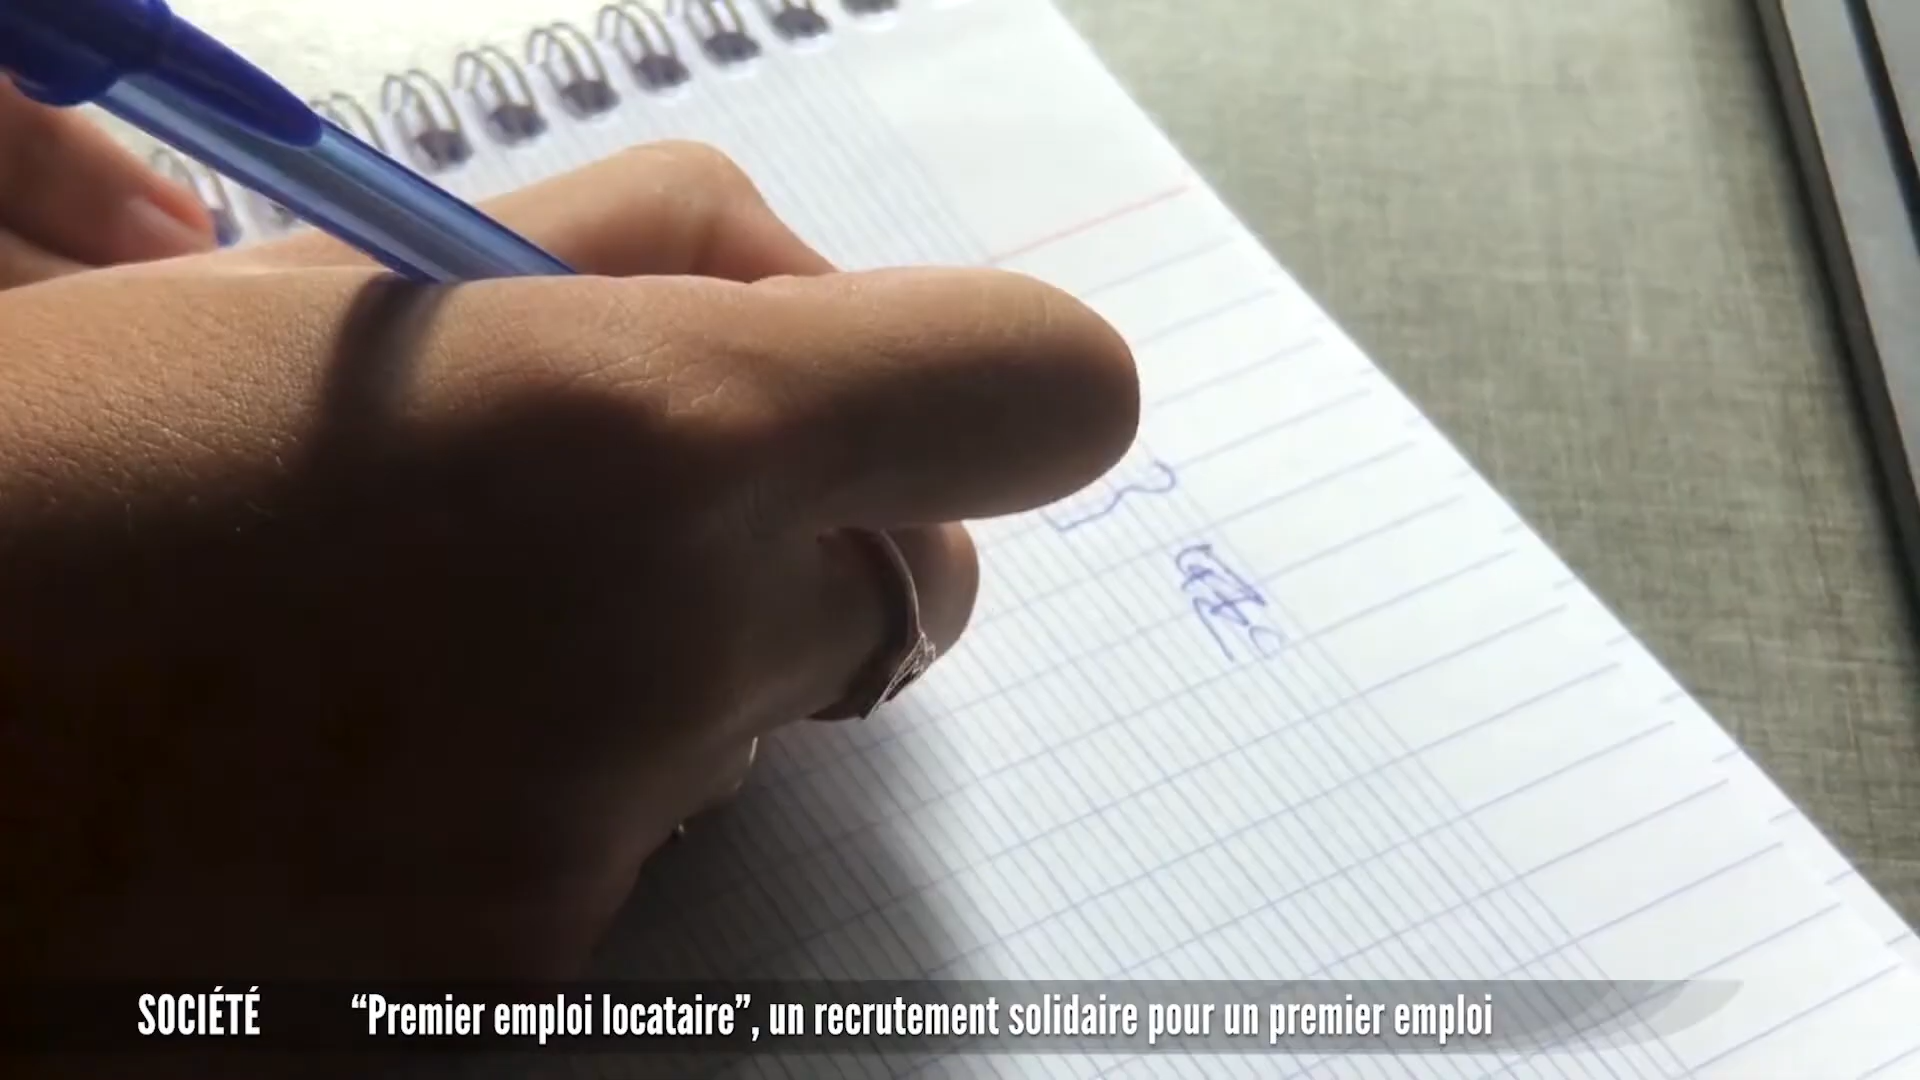 SOCIÉTÉ
“Premier emploi locataire”, un recrutement solidaire pour un premier emploi